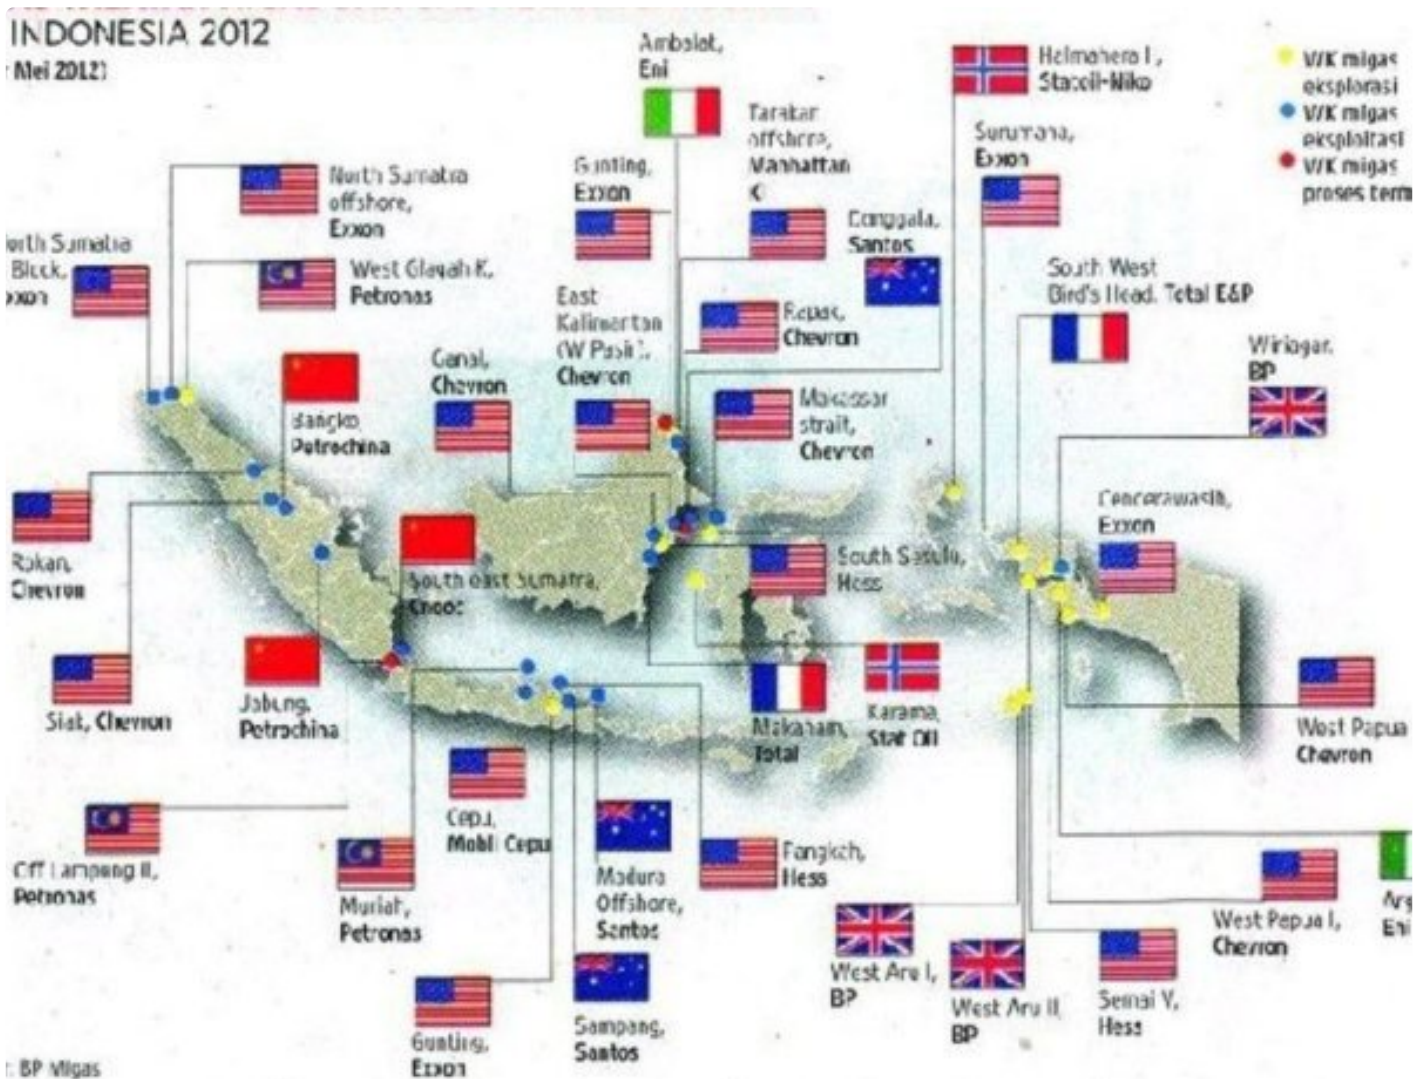 INDONESIA 2012
Mei 2012)
Ambalat,
Eni
Halmahera I,
Statoil-Niko
W/K migas
eksplorasi
W/K migas
eksploitasi
W/K migas
proses term
Tarakan
offshore,
Manhattan
K
Surumana,
Exxon
North Sumatra
offshore,
Exxon
Gunting,
Exxon
Donggala,
Santos
orth Sumatra
Block,
xxon
West Glagah K,
Petronas
East
Kalimantan
Chevron
Rapak,
Chevron
South West
Bird's Head, Total E&P
Wiriagar,
BP
Ganal,
Chevron
Bangko
Petrochina
Makassar
strait,
Chevron
Cencerawasih,
Exxon
Rokan,
Chevron
South east Sumatra,
Cnooc
South Sesulu,
Hess
Siak, Chevron
Jabung,
Petrochina
Makaham,
Total
Karama,
Stat Oil
West Papua
Chevron
Off Lampung II,
Petronas
Muriah,
Petronas
Cepu,
Mobil Cepu
Madura
Offshore,
Santos
Pangkah,
Hess
West Aru I,
BP
West Aru II,
BP
Semai V,
Hess
West Papua I,
Chevron
Eni
Gunting,
Exxon
Sampang,
Santos
: BP Migas